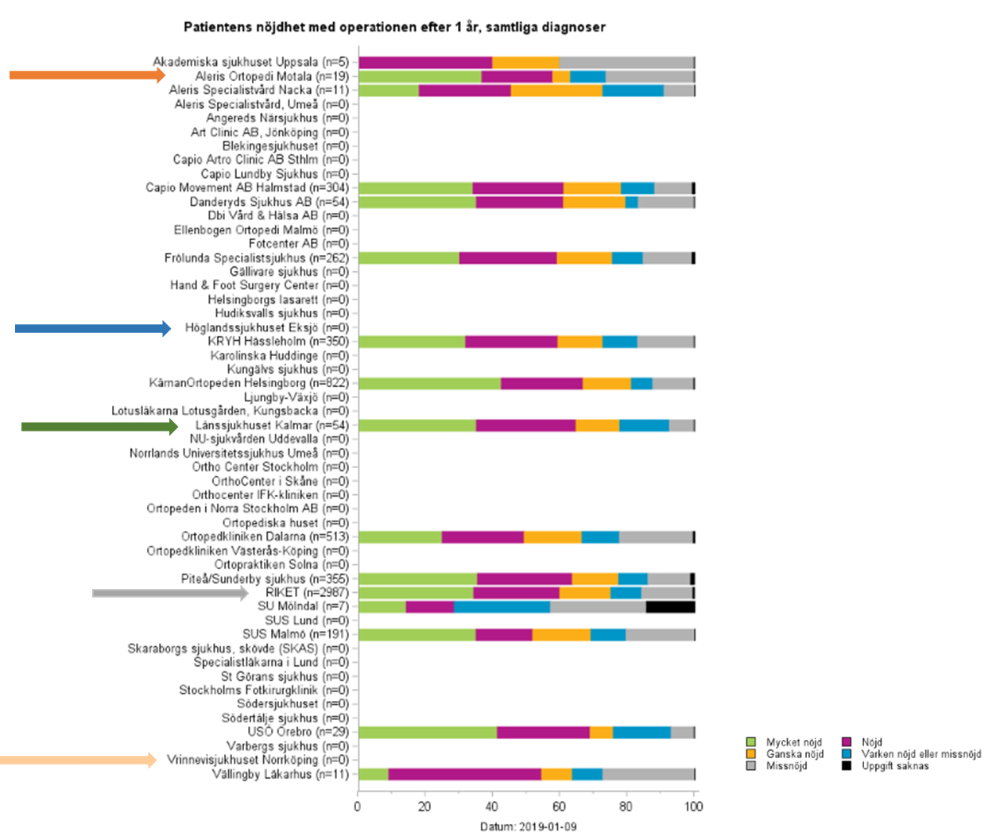 Patientens nöjdhet med operationen efter 1 år, samtliga diagnoser
Akademiska sjukhuset Uppsala (n=5)
Aleris Ortopedi Motala (n=19)
Aleris Specialistvård Nacka (n=11)
Aleris Specialistvård, Umeå (n=0)
Angereds Närsjukhus (n=0)
Art Clinic AB, Jönköping (n=0)
Blekingesjukhuset (n=0)
Capio Artro Clinic AB Sthlm (n=0)
Capio Lundby Sjukhus (n=0)
Capio Movement AB Halmstad (n=304)
Danderyds Sjukhus AB (n=54)
Dbi Vård & Hälsa AB (n=0)
Ellenbogen Ortopedi Malmö (n=0)
Fotcenter AB (n=0)
Frölunda Specialistsjukhus (n=262)
Gällivare sjukhus (n=0)
Hand & Foot Surgery Center (n=0)
Helsingborgs lasarett (n=0)
Hudiksvalls sjukhus (n=0)
Höglandssjukhuset Eksjö (n=0)
KRYH Hässleholm (n=350)
Karolinska Huddinge (n=0)
Kungälvs sjukhus (n=0)
KärnanOrtopeden Helsingborg (n=822)
Ljungby-Växjö (n=0)
Lotusläkarna Lotusgården, Kungsbacka (n=0)
Länssjukhuset Kalmar (n=54)
NU-sjukvården Uddevalla (n=0)
Norrlands Universitetssjukhus Umeå (n=0)
Ortho Center Stockholm (n=0)
OrthoCenter i Skåne (n=0)
Orthocenter IFK-kliniken (n=0)
Ortopeden i Norra Stockholm AB (n=0)
Ortopediska huset (n=0)
Ortopedkliniken Dalarna (n=513)
Ortopedkliniken Västerås-Köping (n=0)
Ortopraktiken Solna (n=0)
Piteå/Sunderby sjukhus (n=355)
RIKET (n=2987)
SU Mölndal (n=7)
SUS Lund (n=0)
SUS Malmö (n=191)
Skaraborgs sjukhus, skövde (SKAS) (n=0)
Specialistläkarna i Lund (n=0)
St Görans sjukhus (n=0)
Stockholms Fotkirurgklinik (n=0)
Södersjukhuset (n=0)
Södertälje sjukhus (n=0)
USÖ Örebro (n=29)
Varbergs sjukhus (n=0)
Vrinnevisjukhuset Norrköping (n=0)
Vällingby Läkarhus (n=11)
0 20 40 60 80 100
Datum: 2019-01-09
Mycket nöjd Nöjd
Ganska nöjd Varken nöjd eller missnöjd
Missnöjd Uppgift saknas